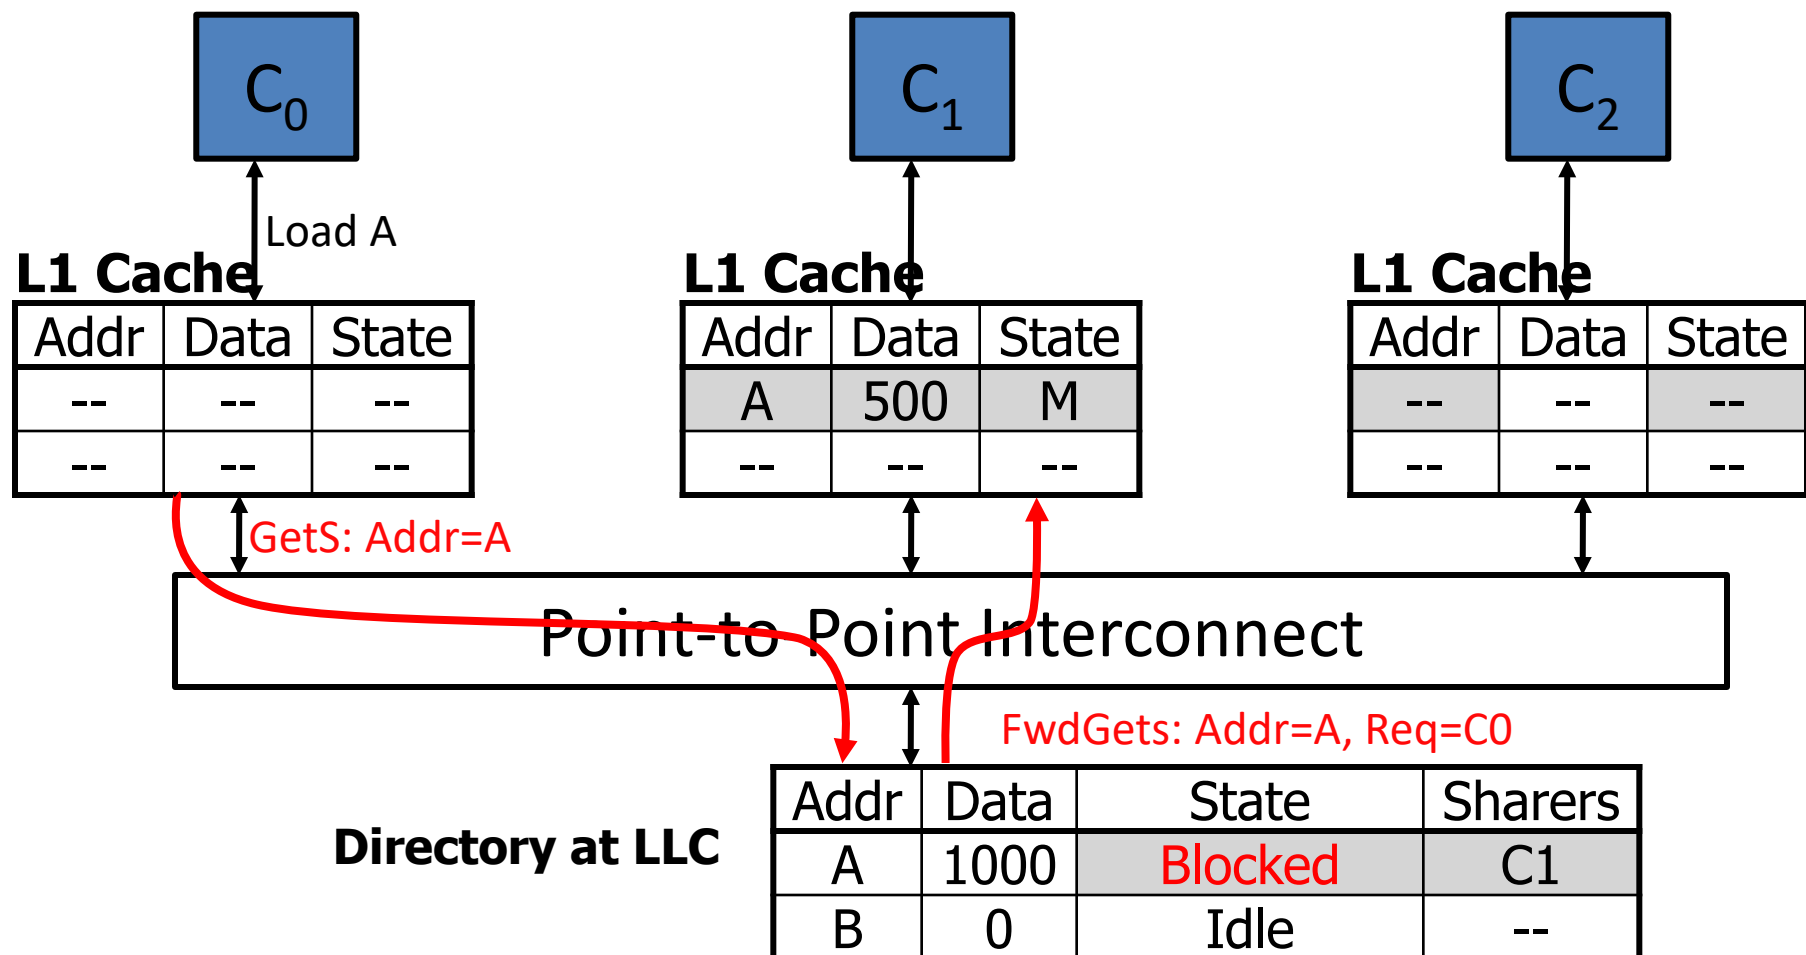 C0 C1 C2
Load A
L1 Cache L1 Cache L1 Cache
Addr Data State Addr Data State Addr Data State
-- -- -- A 500 M -- -- --
-- -- -- -- -- -- -- -- --
GetS: Addr=A
Point-to Point Interconnect
FwdGets: Addr=A, Req=C0
Addr Data State Sharers
Directory at LLC
A 1000 Blocked C1
B 0 Idle --